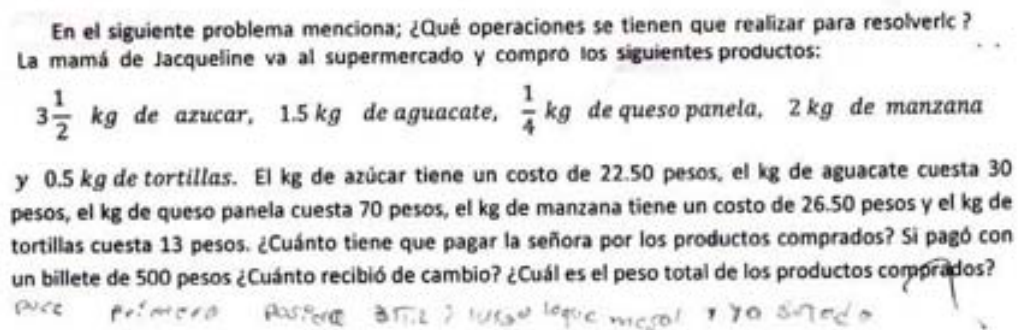 En el siguiente problema menciona; ¿Qué operaciones se tienen que realizar para resolverlc ?
La mamá de Jacqueline va al supermercado y compro los siguientes productos:
3 1/2 kg de azucar, 1.5 kg de aguacate, 1/4 kg de queso panela, 2 kg de manzana
y 0.5 kg de tortillas. El kg de azúcar tiene un costo de 22.50 pesos, el kg de aguacate cuesta 30
pesos, el kg de queso panela cuesta 70 pesos, el kg de manzana tiene un costo de 26.50 pesos y el kg de
tortillas cuesta 13 pesos. ¿Cuánto tiene que pagar la señora por los productos comprados? Si pagó con
un billete de 500 pesos ¿Cuánto recibió de cambio? ¿Cuál es el peso total de los productos comprados?
primero